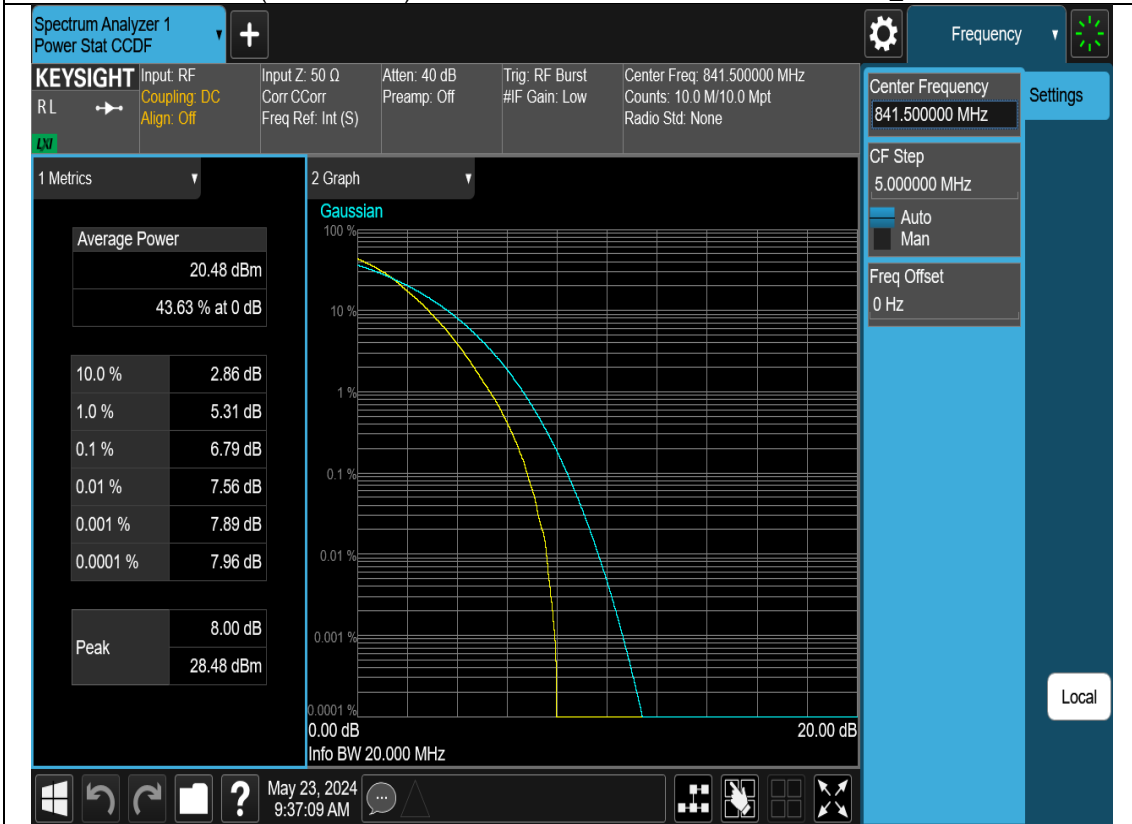 Spectrum Analyzer 1
Power Stat CCDF
+
Frequency
KEYSIGHT
RL
LXI
Input: RF
Coupling: DC
Align: Off
Input Z: 50 Ω
Corr CCorr
Freq Ref: Int (S)
Atten: 40 dB
Preamp: Off
Trig: RF Burst
#IF Gain: Low
Center Freq: 841.500000 MHz
Counts: 10.0 M/10.0 Mpt
Radio Std: None
Center Frequency
841.500000 MHz
Settings
CF Step
5.000000 MHz
Auto
Man
Freq Offset
0 Hz
1 Metrics
Average Power
20.48 dBm
43.63 % at 0 dB
10.0 % 2.86 dB
1.0 % 5.31 dB
0.1 % 6.79 dB
0.01 % 7.56 dB
0.001 % 7.89 dB
0.0001 % 7.96 dB
Peak
8.00 dB
28.48 dBm
2 Graph
Gaussian
100 %
10 %
1 %
0.1 %
0.01 %
0.001 %
0.0001 %
0.00 dB 20.00 dB
Info BW 20.000 MHz
Local
?
May 23, 2024
9:37:09 AM